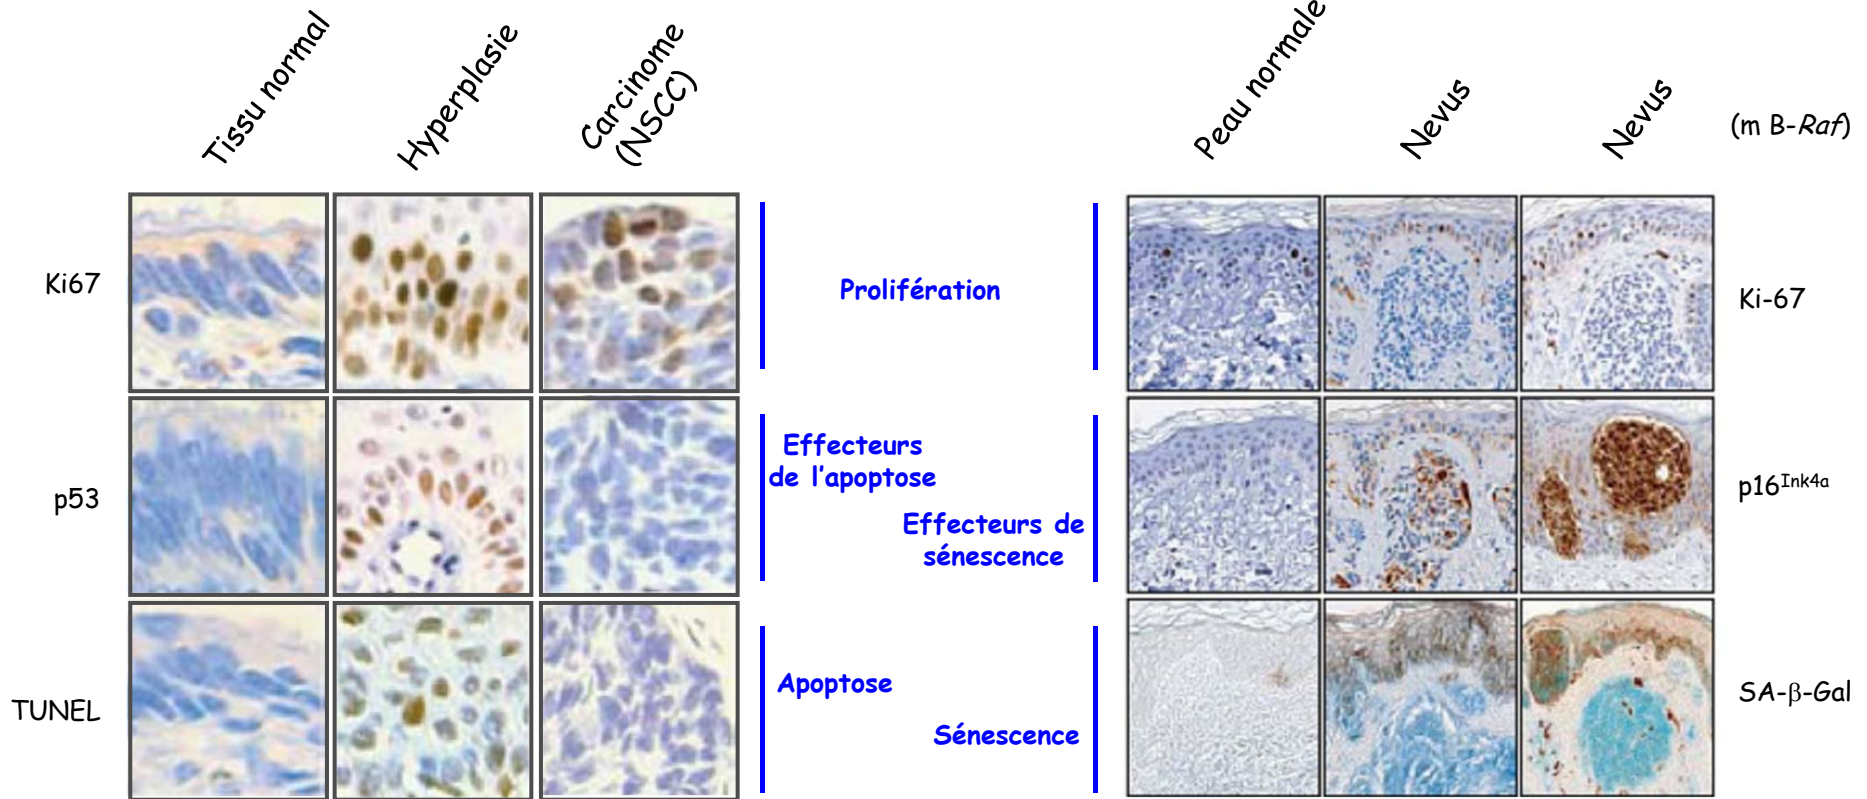 Tissu normal
Hyperplasie
Carcinome
(NSCC)
Peau normale
Nevus
Nevus
(m B-Raf)
Ki67
Prolifération
Ki-67
p53
Effecteurs
de l'apoptose
Effecteurs de
sénescence
p16Ink4a
TUNEL
Apoptose
Sénescence
SA-β-Gal